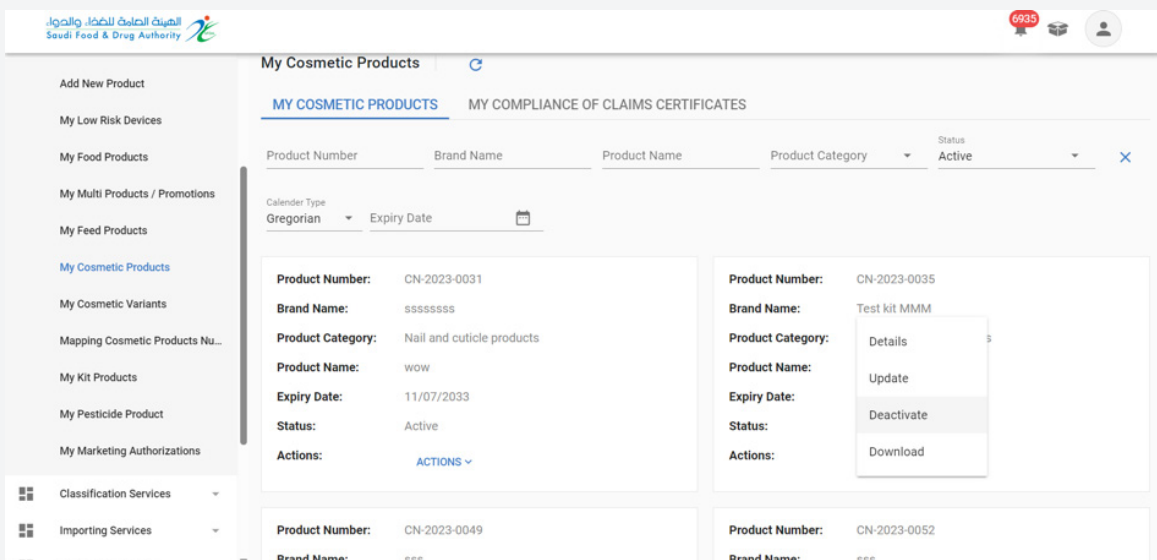 الهيئة العامة للغذاء والدواء
Saudi Food & Drug Authority
6935
Add New Product
My Low Risk Devices
My Food Products
My Multi Products / Promotions
My Feed Products
My Cosmetic Products
My Cosmetic Variants
Mapping Cosmetic Products Nu...
My Kit Products
My Pesticide Product
My Marketing Authorizations
Classification Services
Importing Services
My Cosmetic Products
MY COSMETIC PRODUCTS MY COMPLIANCE OF CLAIMS CERTIFICATES
Status
Product Number Brand Name Product Name Product Category Active
Calender Type
Gregorian Expiry Date
Product Number: CN-2023-0031
Brand Name: ssssssss
Product Category: Nail and cuticle products
Product Name: wow
Expiry Date: 11/07/2033
Status: Active
Actions: ACTIONS
Product Number: CN-2023-0035
Brand Name: Test kit MMM
Product Category: s
Product Name:
Expiry Date:
Status:
Actions:
Details
Update
Deactivate
Download
Product Number: CN-2023-0049
Brand Name: sss
Product Number: CN-2023-0052
Brand Name: sss